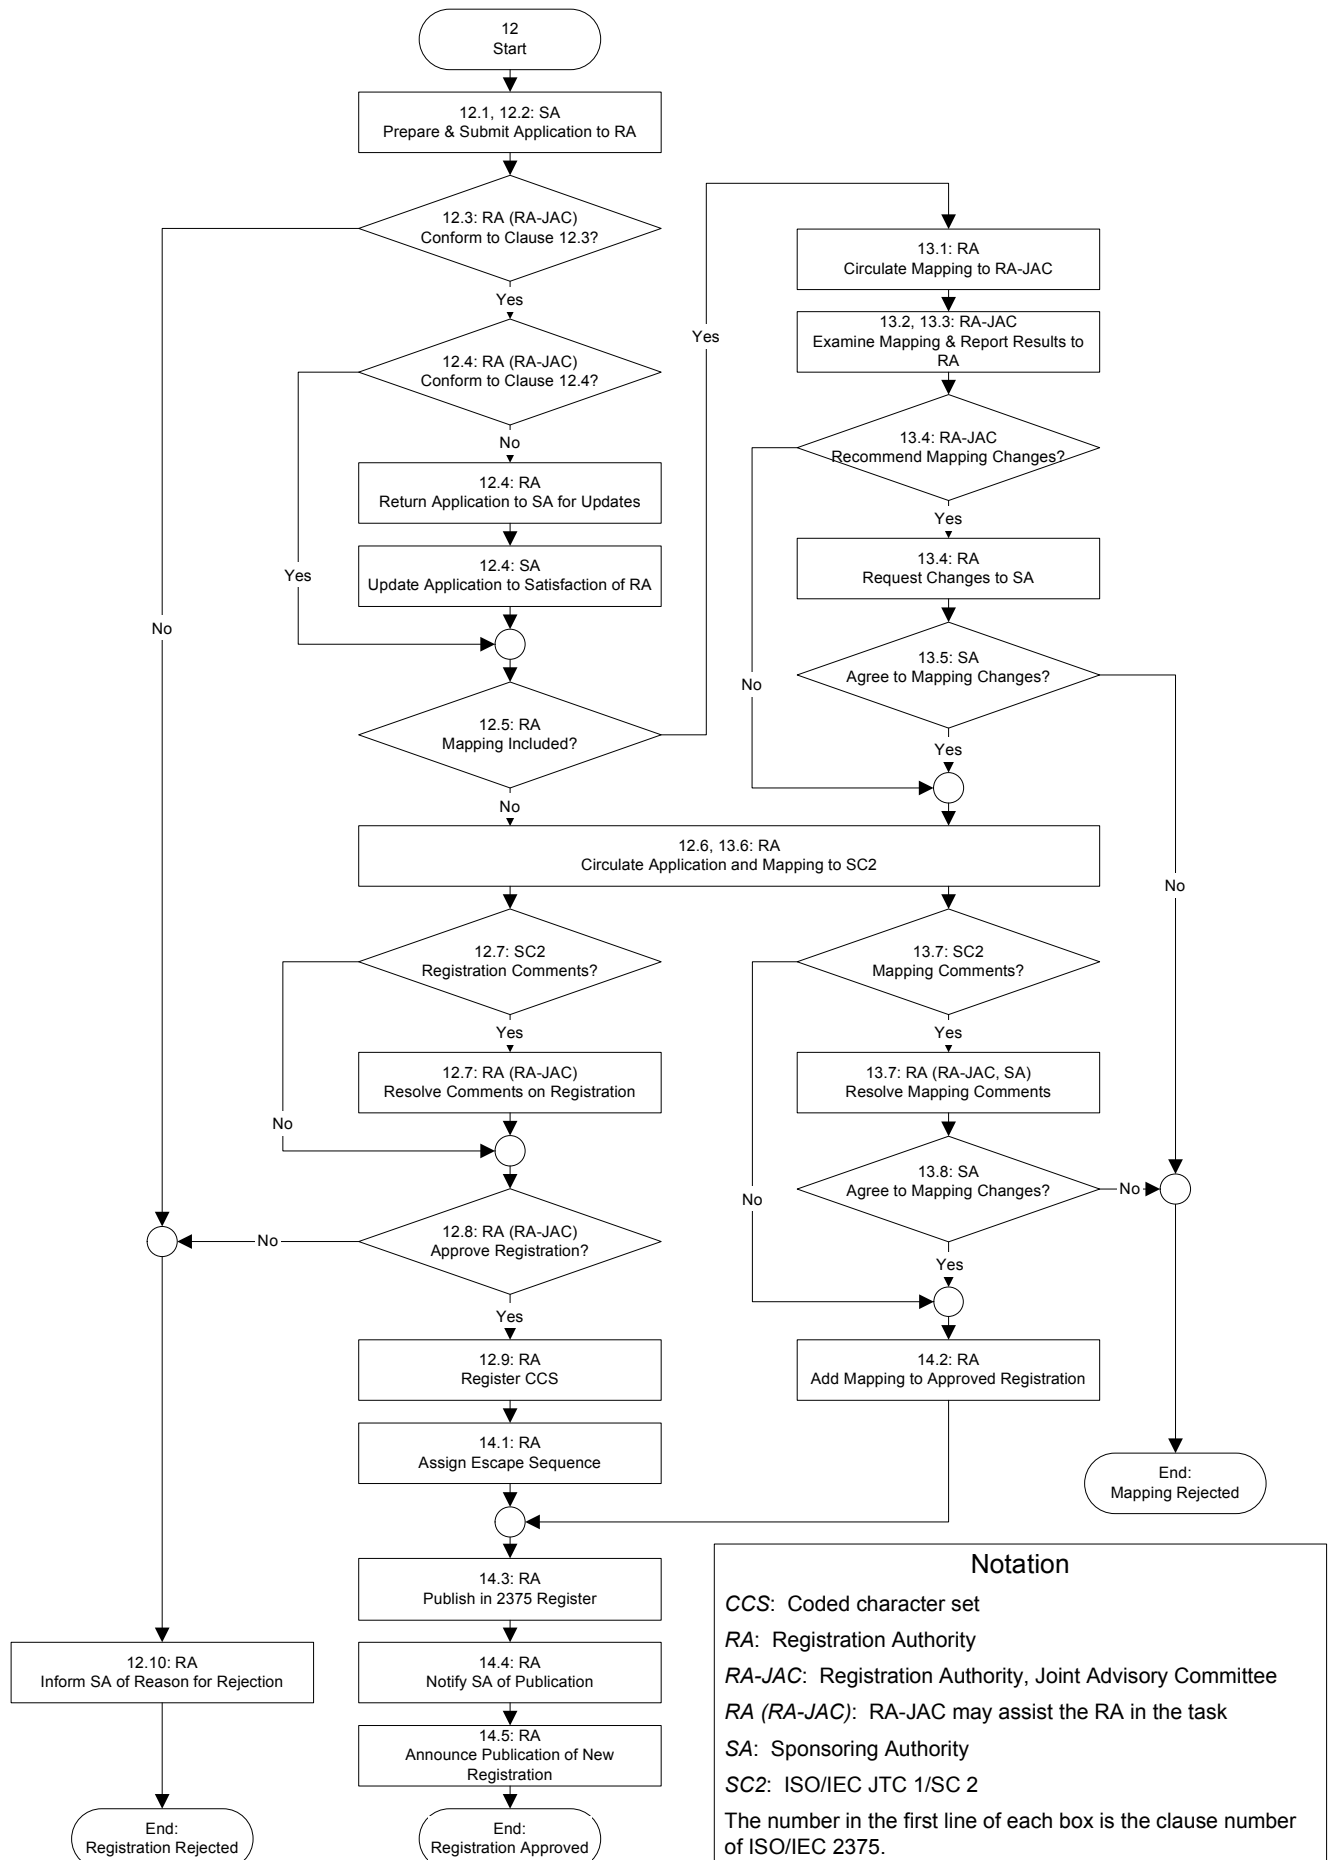 12
Start
12.1, 12.2: SA
Prepare & Submit Application to RA
12.3: RA (RA-JAC)
Conform to Clause 12.3?
No
Yes
12.4: RA (RA-JAC)
Conform to Clause 12.4?
Yes
No
12.4: RA
Return Application to SA for Updates
12.4: SA
Update Application to Satisfaction of RA
12.5: RA
Mapping Included?
Yes
No
13.1: RA
Circulate Mapping to RA-JAC
13.2, 13.3: RA-JAC
Examine Mapping & Report Results to
RA
13.4: RA-JAC
Recommend Mapping Changes?
No
Yes
13.4: RA
Request Changes to SA
13.5: SA
Agree to Mapping Changes?
No
Yes
12.6, 13.6: RA
Circulate Application and Mapping to SC2
12.7: SC2
Registration Comments?
No
Yes
12.7: RA (RA-JAC)
Resolve Comments on Registration
12.8: RA (RA-JAC)
Approve Registration?
No
Yes
12.9: RA
Register CCS
14.1: RA
Assign Escape Sequence
13.7: SC2
Mapping Comments?
No
Yes
13.7: RA (RA-JAC, SA)
Resolve Mapping Comments
13.8: SA
Agree to Mapping Changes?
No
Yes
14.2: RA
Add Mapping to Approved Registration
End:
Mapping Rejected
14.3: RA
Publish in 2375 Register
14.4: RA
Notify SA of Publication
14.5: RA
Announce Publication of New
Registration
End:
Registration Approved
12.10: RA
Inform SA of Reason for Rejection
End:
Registration Rejected
Notation
CCS: Coded character set
RA: Registration Authority
RA-JAC: Registration Authority, Joint Advisory Committee
RA (RA-JAC): RA-JAC may assist the RA in the task
SA: Sponsoring Authority
SC2: ISO/IEC JTC 1/SC 2
The number in the first line of each box is the clause number
of ISO/IEC 2375.